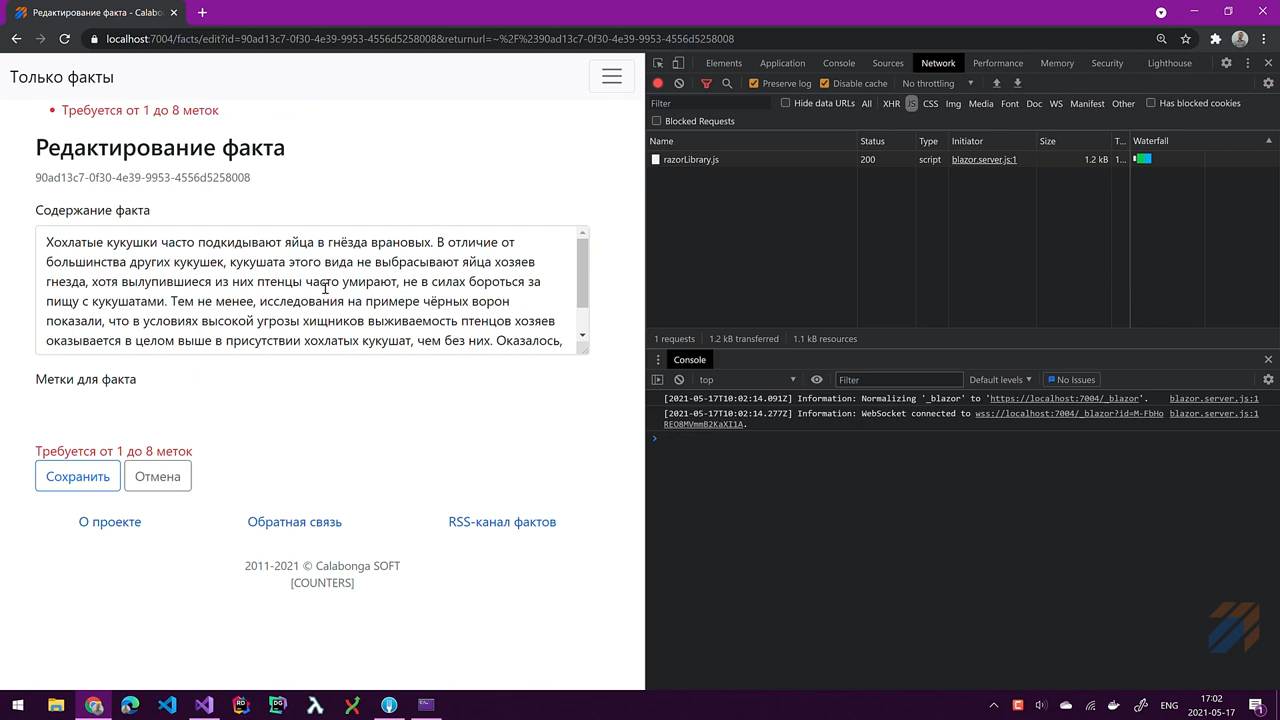 Редактирование факта - Calabon
localhost:7004/facts/edit?id=90ad13c7-0f30-4e39-9953-4556d5258008&returnurl=~%2F%2390ad13c7-0f30-4e39-9953-4556d5258008
Только факты
Требуется от 1 до 8 меток
Редактирование факта
90ad13c7-0f30-4e39-9953-4556d5258008
Содержание факта
Хохлатые кукушки часто подкидывают яйца в гнёзда врановых. В отличие от
большинства других кукушек, кукушата этого вида не выбрасывают яйца хозяев
гнезда, хотя вылупившиеся из них птенцы часто умирают, не в силах бороться за
пищу с кукушатами. Тем не менее, исследования на примере чёрных ворон
показали, что в условиях высокой угрозы хищников выживаемость птенцов хозяев
оказывается в целом выше в присутствии хохлатых кукушат, чем без них. Оказалось,
Метки для факта
Требуется от 1 до 8 меток
Сохранить Отмена
О проекте Обратная связь RSS-канал фактов
2011-2021 © Calabonga SOFT
[COUNTERS]
Elements Application Console Sources Network Performance Memory Security Lighthouse
Preserve log Disable cache No throttling
Filter Hide data URLs All XHR JS CSS Img Media Font Doc WS Manifest Other Has blocked cookies
Blocked Requests
Name Status Type Initiator Size T... Waterfall
razorLibrary.js 200 script blazor.server.js:1 1.2 kB 1...
1 requests 1.2 kB transferred 1.1 kB resources
Console
top Filter Default levels No Issues
[2021-05-17T10:02:14.091Z] Information: Normalizing '_blazor' to 'https://localhost:7004/_blazor'. blazor.server.js:1
[2021-05-17T10:02:14.277Z] Information: WebSocket connected to wss://localhost:7004/_blazor?id=M-FbHo blazor.server.js:1
REO8MVmmB2KaXI1A.
ENG
17:02
2021-05-17